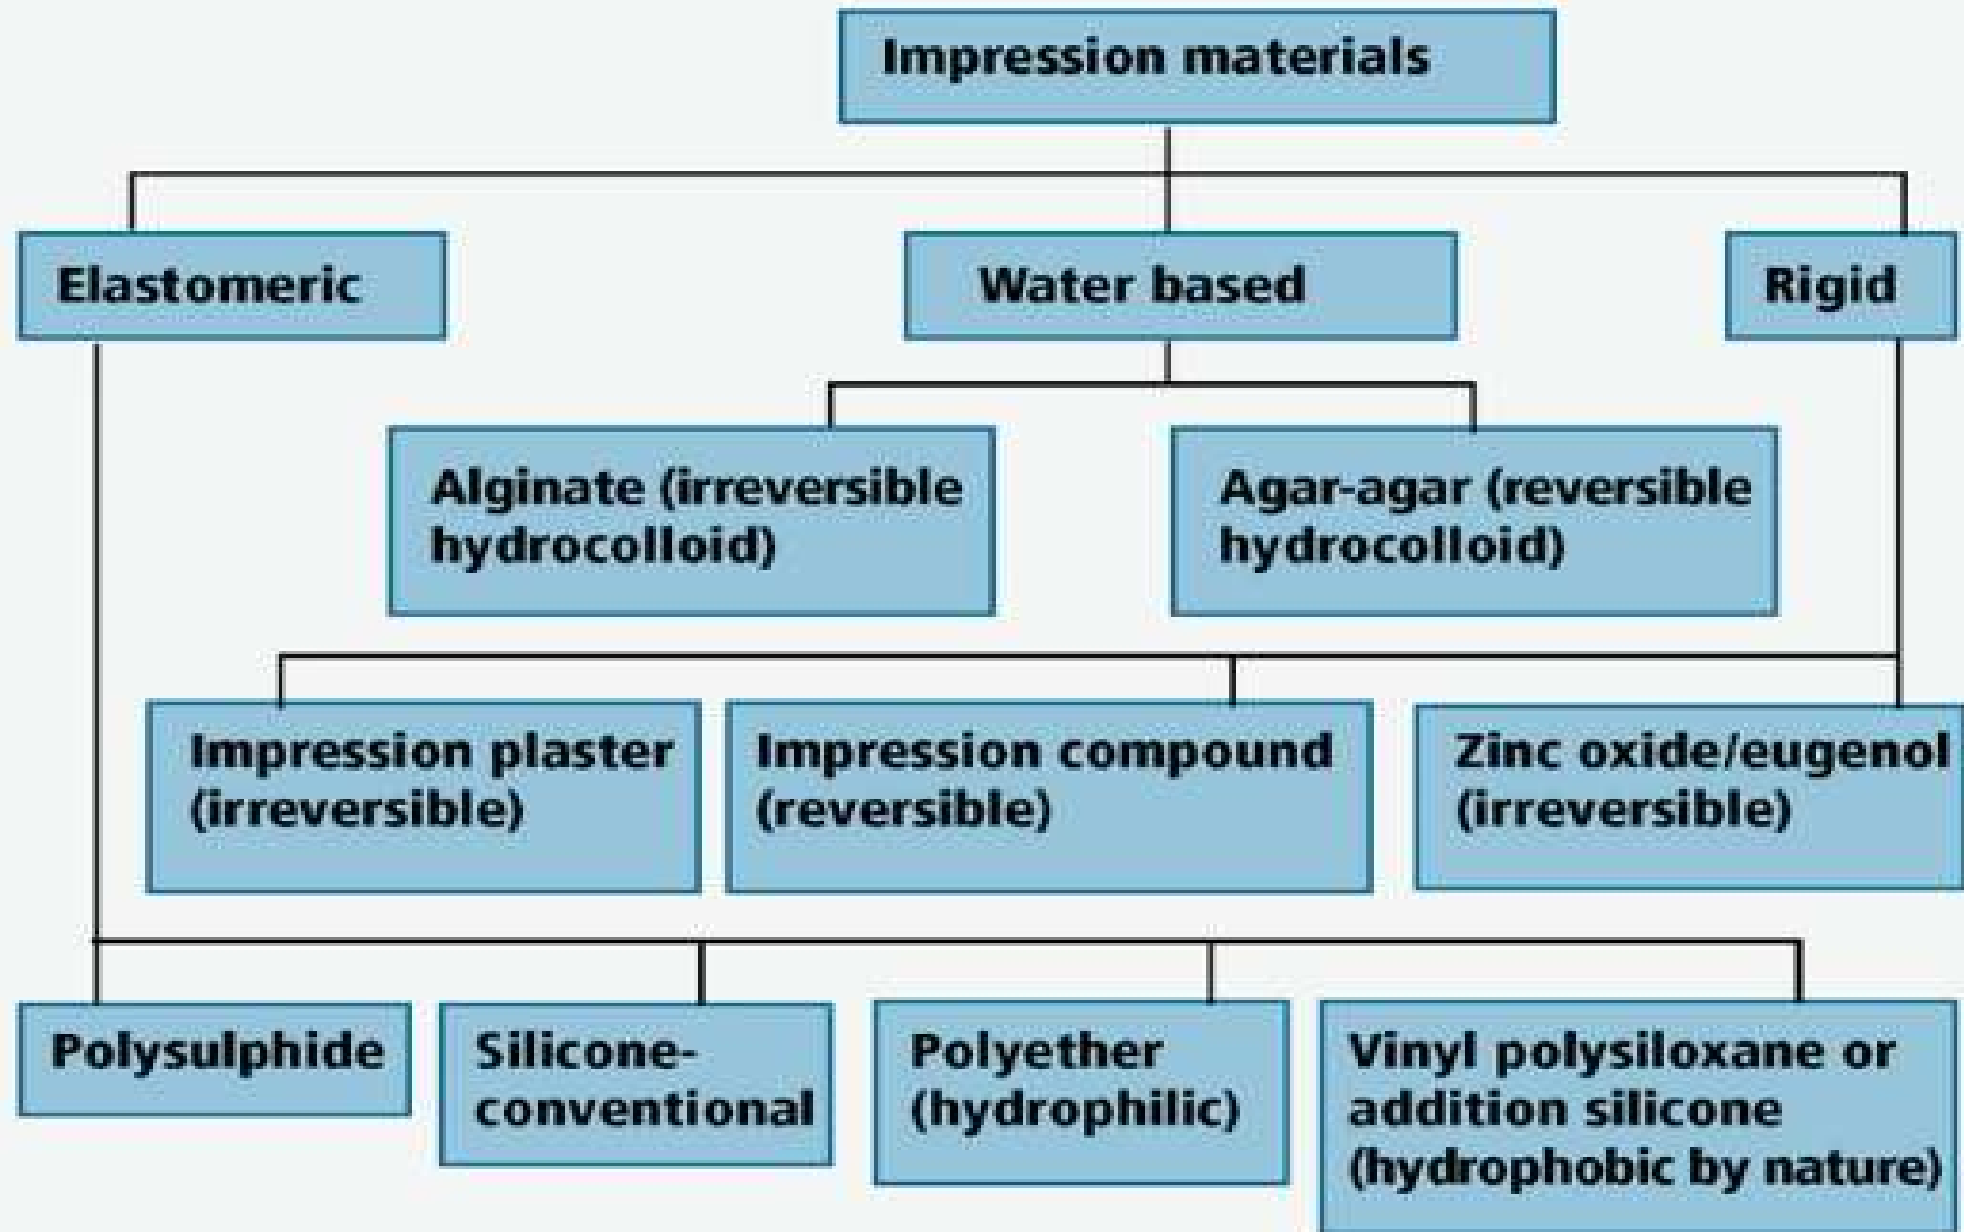 Impression materials
Elastomeric
Water based
Rigid
Alginate (irreversible
hydrocolloid)
Agar-agar (reversible
hydrocolloid)
Impression plaster
(irreversible)
Impression compound
(reversible)
Zinc oxide/eugenol
(irreversible)
Polysulphide
Silicone-
conventional
Polyether
(hydrophilic)
Vinyl polysiloxane or
addition silicone
(hydrophobic by nature)